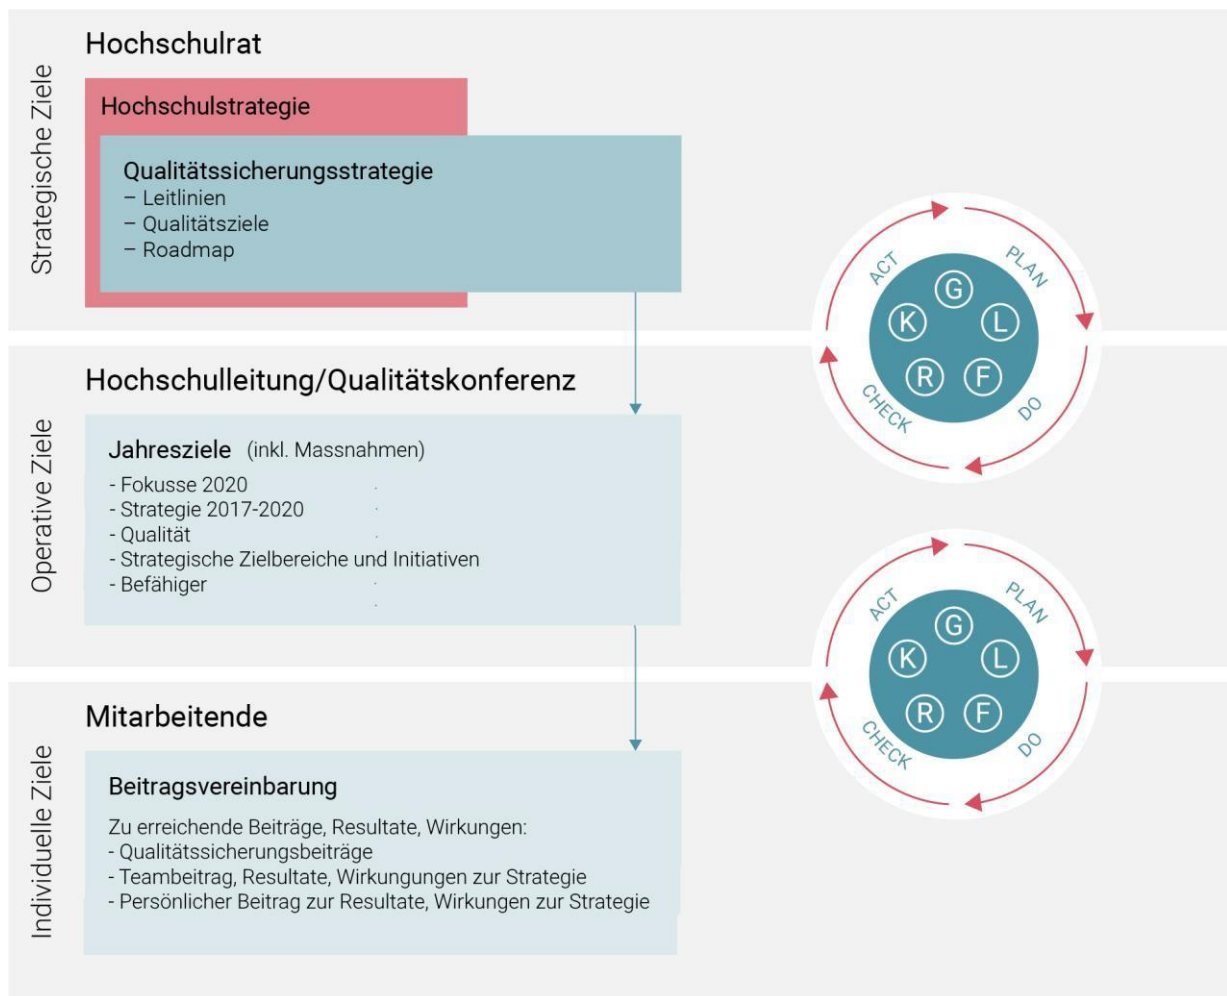 Strategische Ziele
Hochschulrat
Hochschulstrategie
Qualitätssicherungsstrategie
– Leitlinien
– Qualitätsziele
– Roadmap
ACT
PLAN
G
K
L
R
F
CHECK
DO
Operative Ziele
Hochschulleitung/Qualitätskonferenz
Jahresziele (inkl. Massnahmen)
- Fokusse 2020
- Strategie 2017-2020
- Qualität
- Strategische Zielbereiche und Initiativen
- Befähiger
ACT
PLAN
G
K
L
R
F
CHECK
DO
Individuelle Ziele
Mitarbeitende
Beitragsvereinbarung
Zu erreichende Beiträge, Resultate, Wirkungen:
- Qualitätssicherungsbeiträge
- Teambeitrag, Resultate, Wirkungungen zur Strategie
- Persönlicher Beitrag zur Resultate, Wirkungen zur Strategie